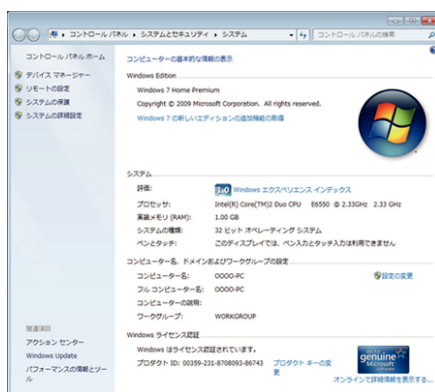 コントロール パネル ▸ システムとセキュリティ ▸ システム
コントロール パネルの検索
コントロール パネル ホーム
デバイス マネージャー
リモートの設定
システムの保護
システムの詳細設定
コンピューターの基本的な情報の表示
Windows Edition
Windows 7 Home Premium
Copyright © 2009 Microsoft Corporation. All rights reserved.
Windows 7 の新しいエディションの追加機能の取得
システム
評価: 3.0 Windows エクスペリエンス インデックス
プロセッサ: Intel(R) Core(TM)2 Duo CPU E6550 @ 2.33GHz 2.33 GHz
実装メモリ (RAM): 1.00 GB
システムの種類: 32 ビット オペレーティング システム
ペンとタッチ: このディスプレイでは、ペン入力とタッチ入力は利用できません
コンピューター名、ドメインおよびワークグループの設定
コンピューター名: OOOO-PC 設定の変更
フル コンピューター名: OOOO-PC
コンピューターの説明:
ワークグループ: WORKGROUP
Windows ライセンス認証
Windows はライセンス認証されています。
プロダクト ID: 00359-231-8708093-86743 プロダクト キーの変更
genuine
Microsoft
オンラインで詳細情報を表示する...
関連項目
アクション センター
Windows Update
パフォーマンスの情報とツール